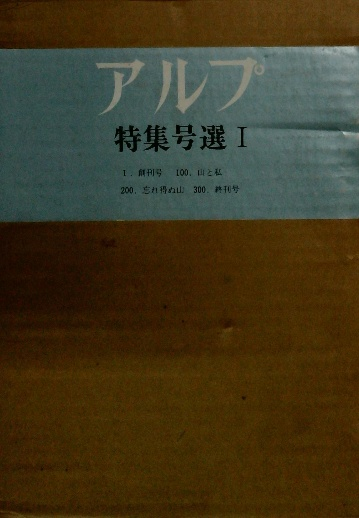 アルプ
特集号選 I
1. 創刊号 100. 山と私
200. 忘れ得ぬ山 300. 終刊号